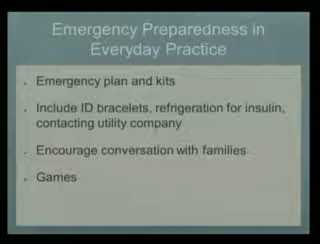 Emergency Preparedness in
Everyday Practice
Emergency plan and kits
Include ID bracelets, refrigeration for insulin,
contacting utility company
Encourage conversation with families
Games